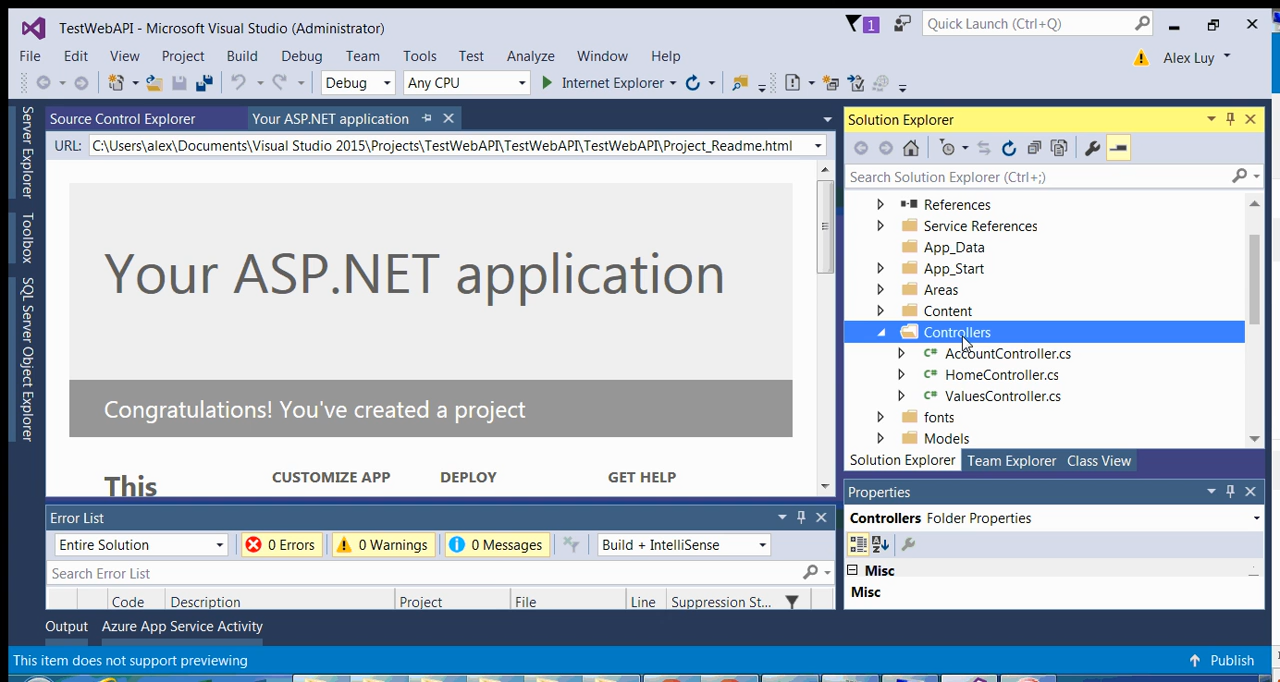 TestWebAPI - Microsoft Visual Studio (Administrator)
1
Quick Launch (Ctrl+Q)
File Edit View Project Build Debug Team Tools Test Analyze Window Help
Alex Luy
Debug Any CPU Internet Explorer
Server Explorer
Toolbox
SQL Server Object Explorer
Source Control Explorer Your ASP.NET application
URL: C:\Users\alex\Documents\Visual Studio 2015\Projects\TestWebAPI\TestWebAPI\TestWebAPI\Project_Readme.html
Your ASP.NET application
Congratulations! You've created a project
This CUSTOMIZE APP DEPLOY GET HELP
Solution Explorer
Search Solution Explorer (Ctrl+;)
References
Service References
App_Data
App_Start
Areas
Content
Controllers
C# AccountController.cs
C# HomeController.cs
C# ValuesController.cs
fonts
Models
Solution Explorer Team Explorer Class View
Properties
Controllers Folder Properties
Misc
Misc
Error List
Entire Solution 0 Errors 0 Warnings 0 Messages Build + IntelliSense
Search Error List
Code Description Project File Line Suppression St...
Output Azure App Service Activity
This item does not support previewing
Publish